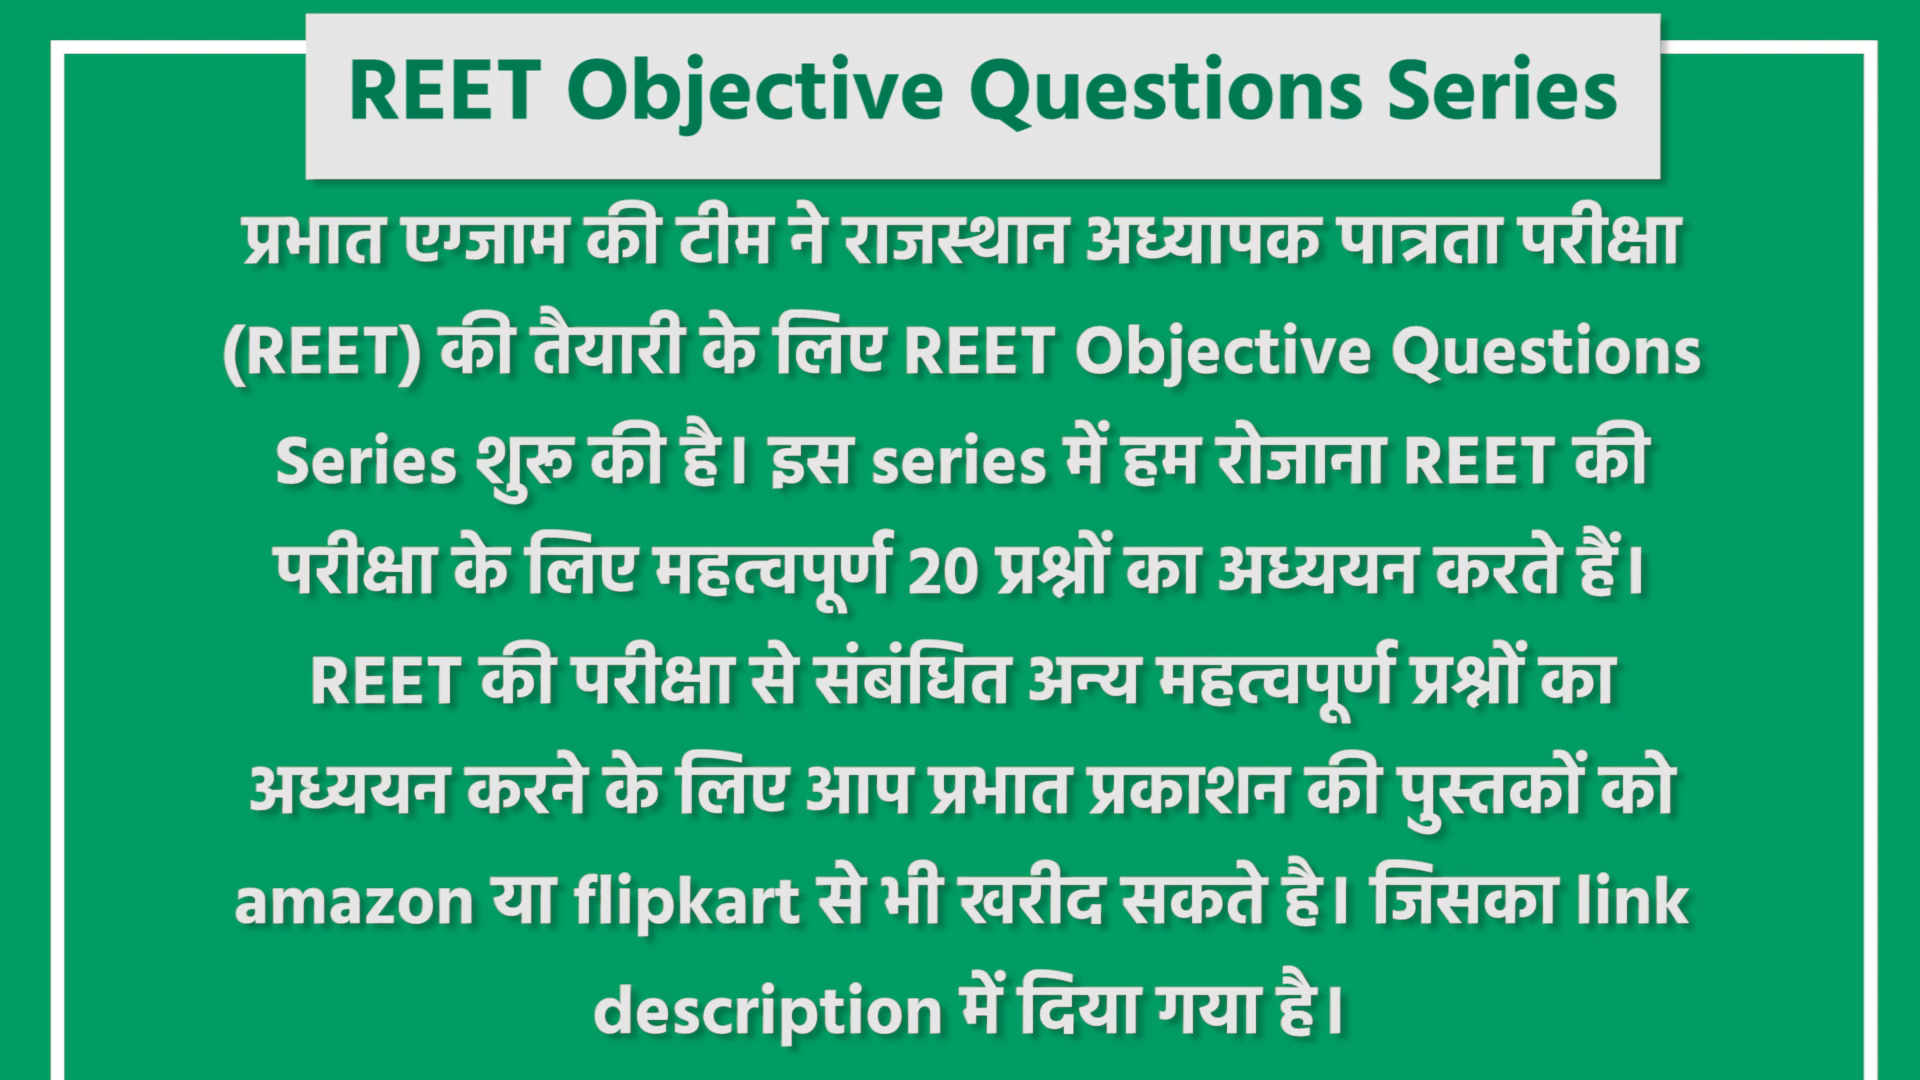 REET Objective Questions Series
प्रभात एग्जाम की टीम ने राजस्थान अध्यापक पात्रता परीक्षा
(REET) की तैयारी के लिए REET Objective Questions
Series शुरू की है। इस series में हम रोजाना REET की
परीक्षा के लिए महत्वपूर्ण 20 प्रश्नों का अध्ययन करते हैं।
REET की परीक्षा से संबंधित अन्य महत्वपूर्ण प्रश्नों का
अध्ययन करने के लिए आप प्रभात प्रकाशन की पुस्तकों को
amazon या flipkart से भी खरीद सकते है। जिसका link
description में दिया गया है।